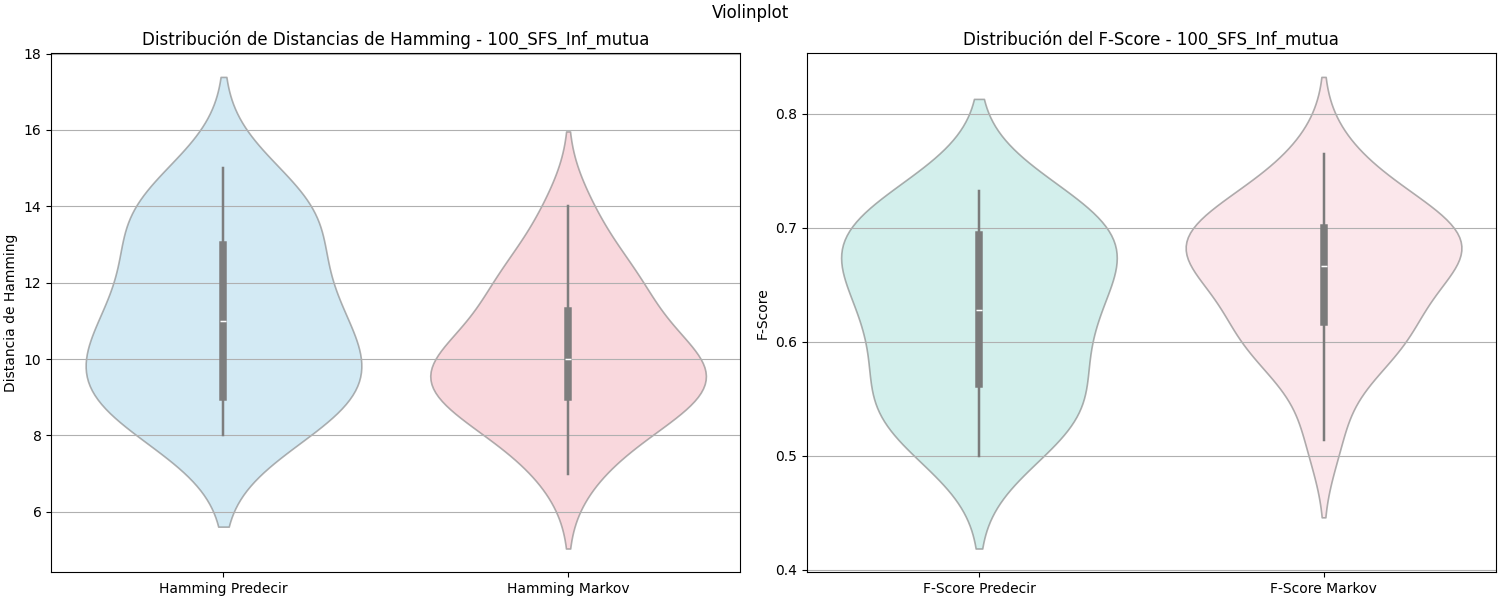 Violinplot
Distribución de Distancias de Hamming - 100_SFS_Inf_mutua
Distancia de Hamming
18
16
14
12
10
8
6
Hamming Predecir
Hamming Markov
Distribución del F-Score - 100_SFS_Inf_mutua
F-Score
0.8
0.7
0.6
0.5
0.4
F-Score Predecir
F-Score Markov